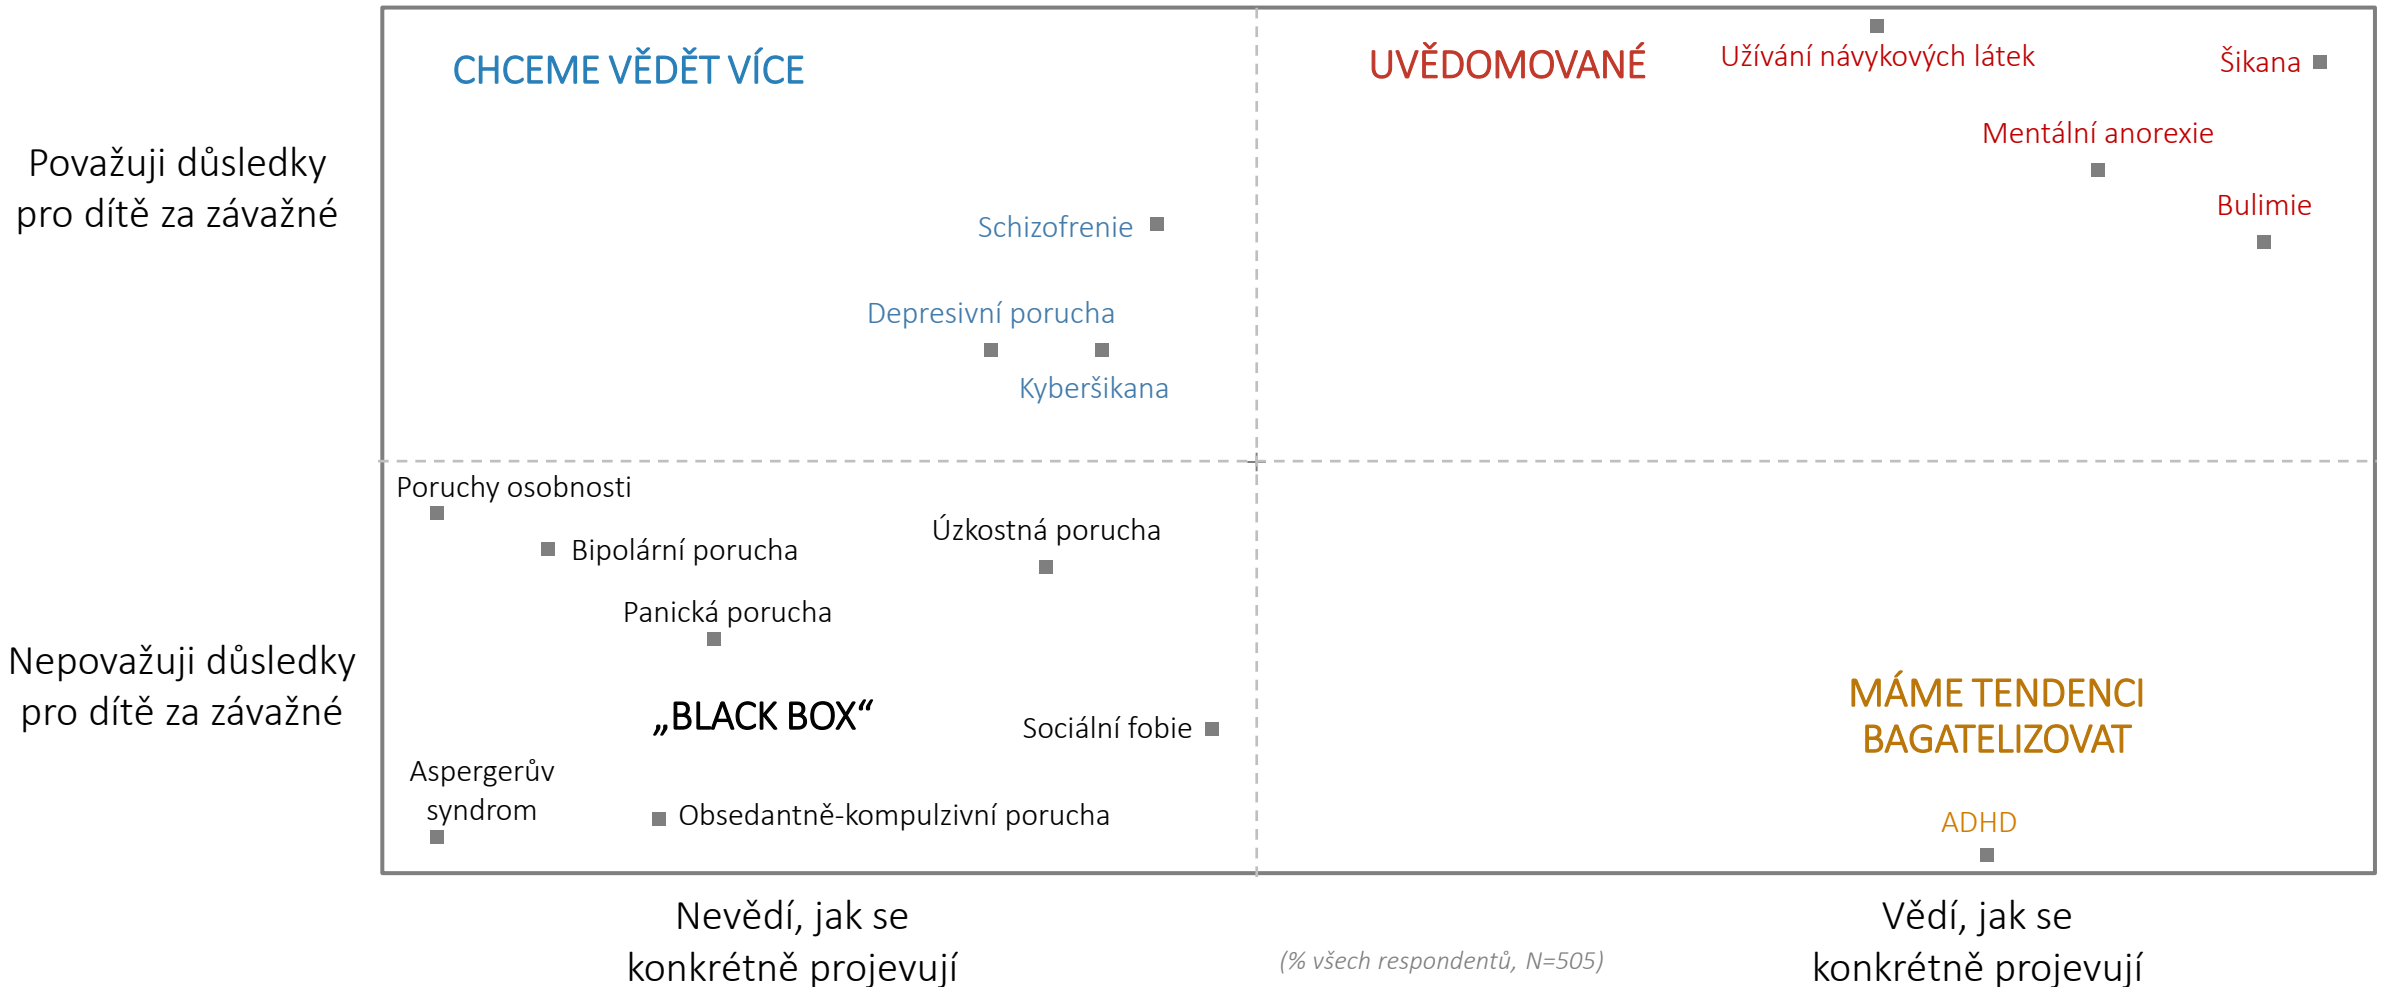 CHCEME VĚDĚT VÍCE
UVĚDOMOVANÉ
Užívání návykových látek
Šikana
Mentální anorexie
Považuji důsledky
pro dítě za závažné
Bulimie
Schizofrenie
Depresivní porucha
Kyberšikana
Poruchy osobnosti
Úzkostná porucha
Bipolární porucha
Panická porucha
Nepovažuji důsledky
pro dítě za závažné
„BLACK BOX“
Sociální fobie
MÁME TENDENCI
BAGATELIZOVAT
Aspergerův
syndrom
Obsedantně-kompulzivní porucha
ADHD
Nevědí, jak se
konkrétně projevují
(% všech respondentů, N=505)
Vědí, jak se
konkrétně projevují